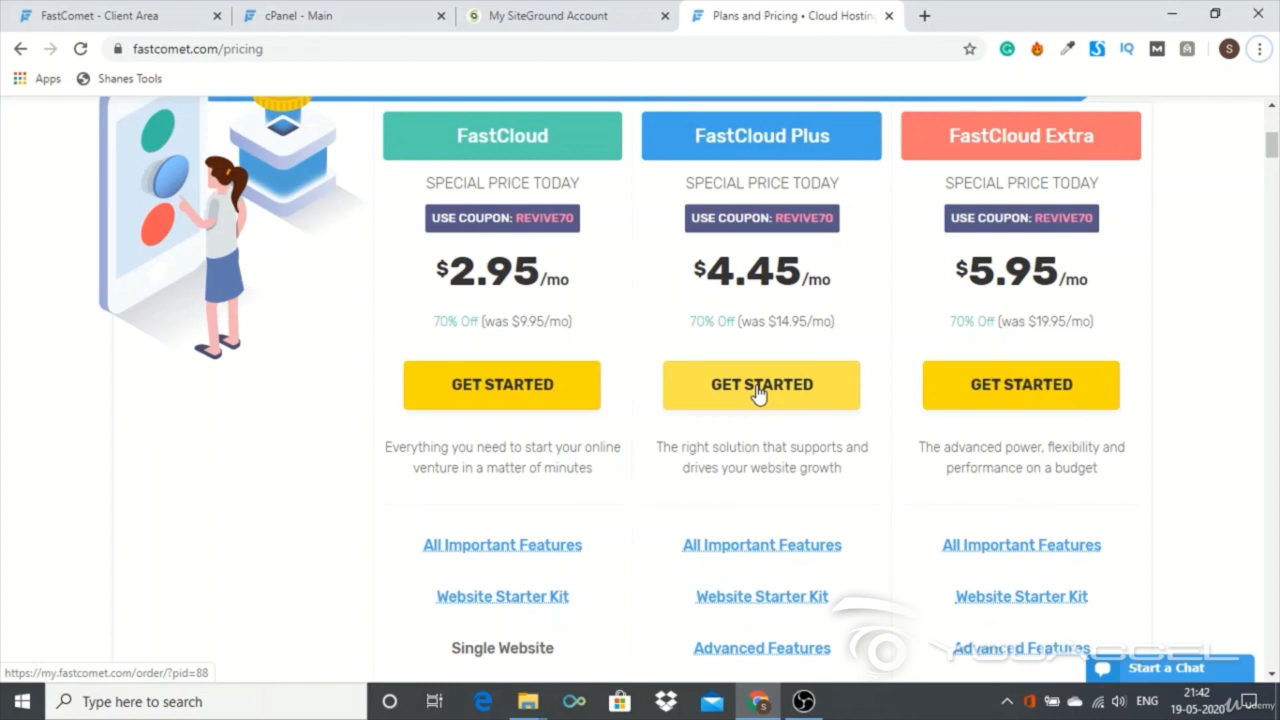 FastComet - Client Area
cPanel - Main
My SiteGround Account
Plans and Pricing • Cloud Hosting
fastcomet.com/pricing
IQ
S
Apps
Shanes Tools
FastCloud
SPECIAL PRICE TODAY
USE COUPON: REVIVE70
$2.95/mo
70% Off (was $9.95/mo)
GET STARTED
Everything you need to start your online
venture in a matter of minutes
All Important Features
Website Starter Kit
Single Website
FastCloud Plus
SPECIAL PRICE TODAY
USE COUPON: REVIVE70
$4.45/mo
70% Off (was $14.95/mo)
GET STARTED
The right solution that supports and
drives your website growth
All Important Features
Website Starter Kit
Advanced Features
FastCloud Extra
SPECIAL PRICE TODAY
USE COUPON: REVIVE70
$5.95/mo
70% Off (was $19.95/mo)
GET STARTED
The advanced power, flexibility and
performance on a budget
All Important Features
Website Starter Kit
Advanced Features
YOUACCEL
Start a Chat
https://my.fastcomet.com/order/?pid=88
Type here to search
ENG
21:42
19-05-2020
Udemy